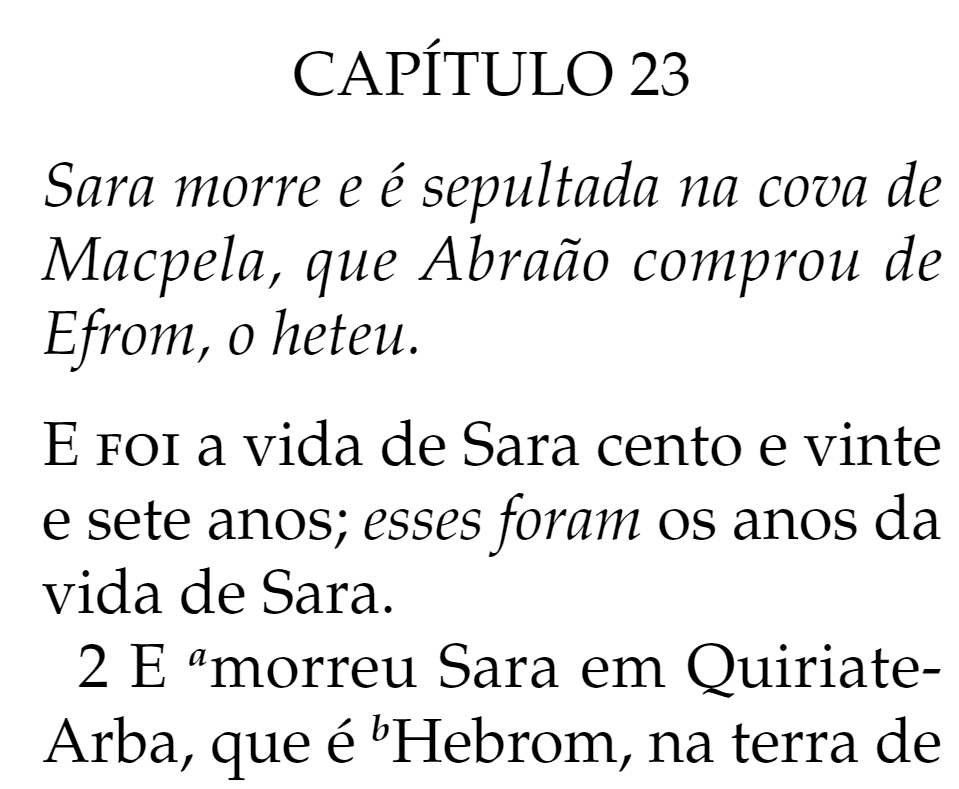 CAPÍTULO 23
Sara morre e é sepultada na cova de
Macpela, que Abraão comprou de
Efrom, o heteu.
E FOI a vida de Sara cento e vinte
e sete anos; esses foram os anos da
vida de Sara.
2 E ᵃmorreu Sara em Quiriate-
Arba, que é ᵇHebrom, na terra de